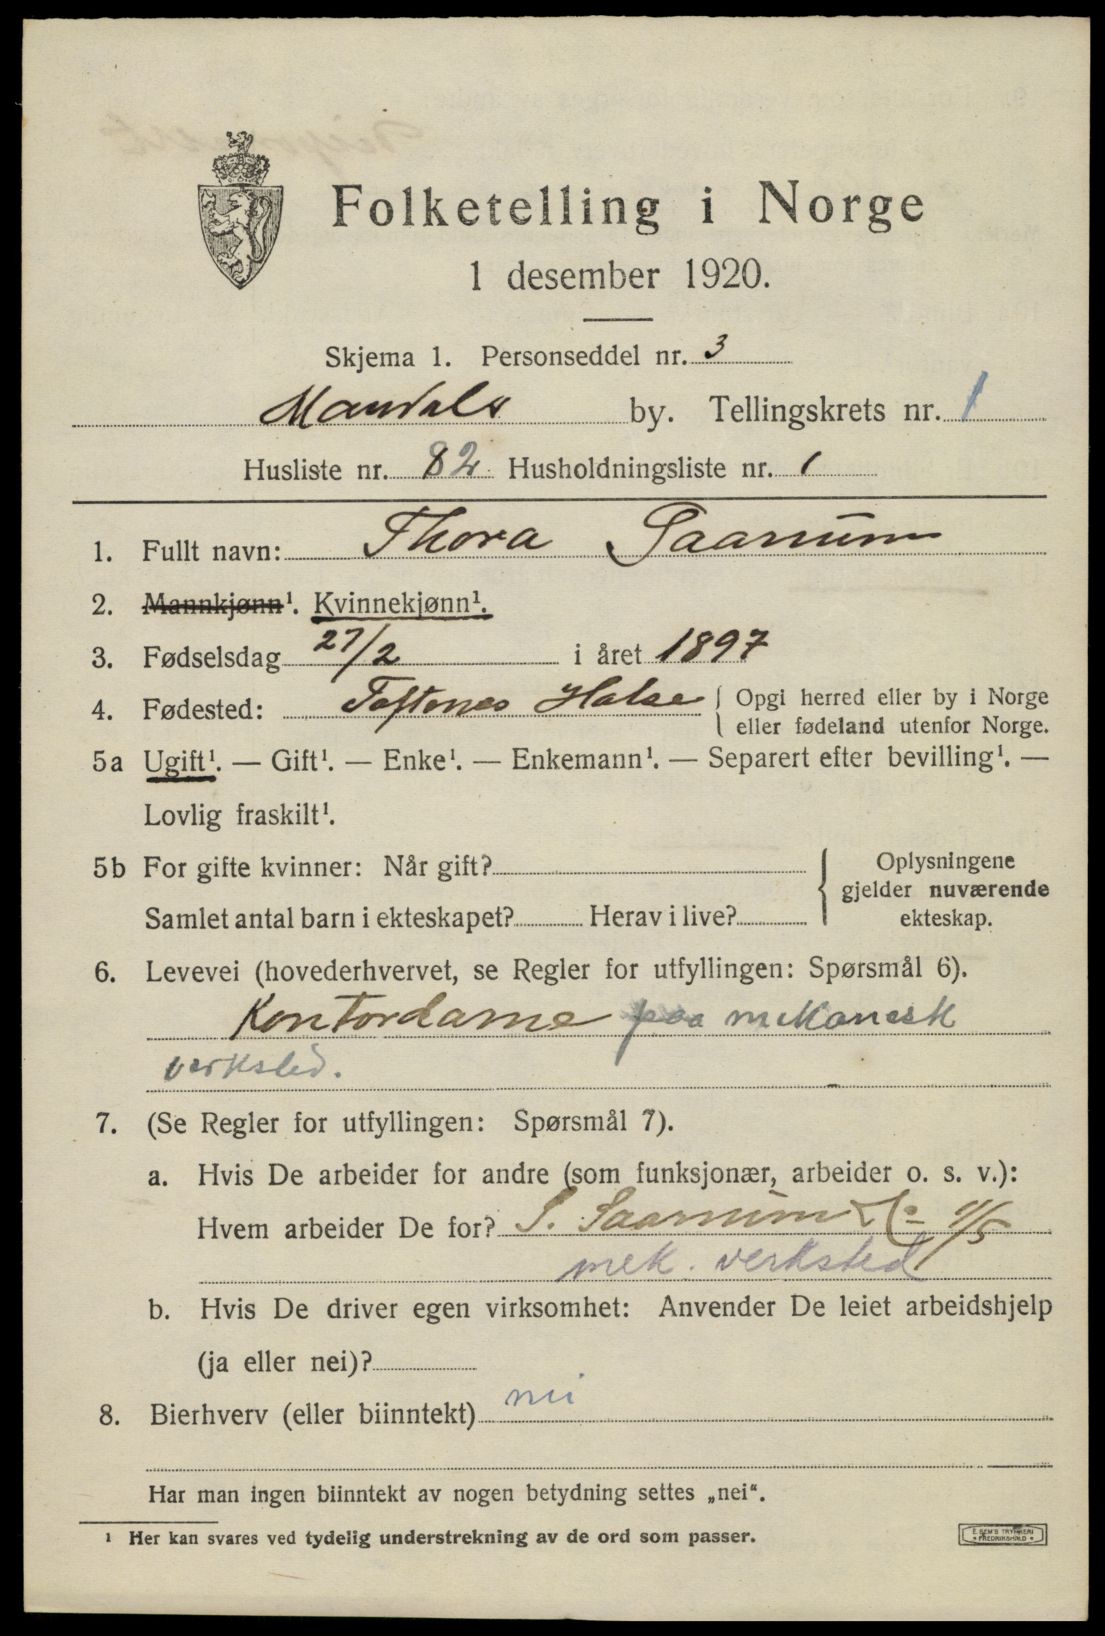 Folketelling i Norge
1 desember 1920.
Skjema 1. Personseddel nr. 3
Mandals by. Tellingskrets nr. 1
Husliste nr. 82 Husholdningsliste nr. 1
1. Fullt navn: Thora Saanum
2. Mannkjønn¹. Kvinnekjønn¹.
3. Fødselsdag 27/2 i året 1897
4. Fødested: Toftenes Halse { Opgi herred eller by i Norge
eller fødeland utenfor Norge.
5a Ugift¹. — Gift¹. — Enke¹. — Enkemann¹. — Separert efter bevilling¹. —
Lovlig fraskilt¹.
5b For gifte kvinner: Når gift?
Samlet antal barn i ekteskapet? Herav i live?
Oplysningene
gjelder nuværende
ekteskap.
6. Levevei (hovederhvervet, se Regler for utfyllingen: Spørsmål 6).
Kontordame paa mekanesk
verksted.
7. (Se Regler for utfyllingen: Spørsmål 7).
a. Hvis De arbeider for andre (som funksjonær, arbeider o. s. v.):
Hvem arbeider De for? S. Saanum & Co A/S
mek. verksted
b. Hvis De driver egen virksomhet: Anvender De leiet arbeidshjelp
(ja eller nei)?
8. Bierhverv (eller biinntekt) nei
Har man ingen biinntekt av nogen betydning settes „nei“.
¹ Her kan svares ved tydelig understrekning av de ord som passer.
E. SEM'S TRYKKERI
FREDRIKSHALD